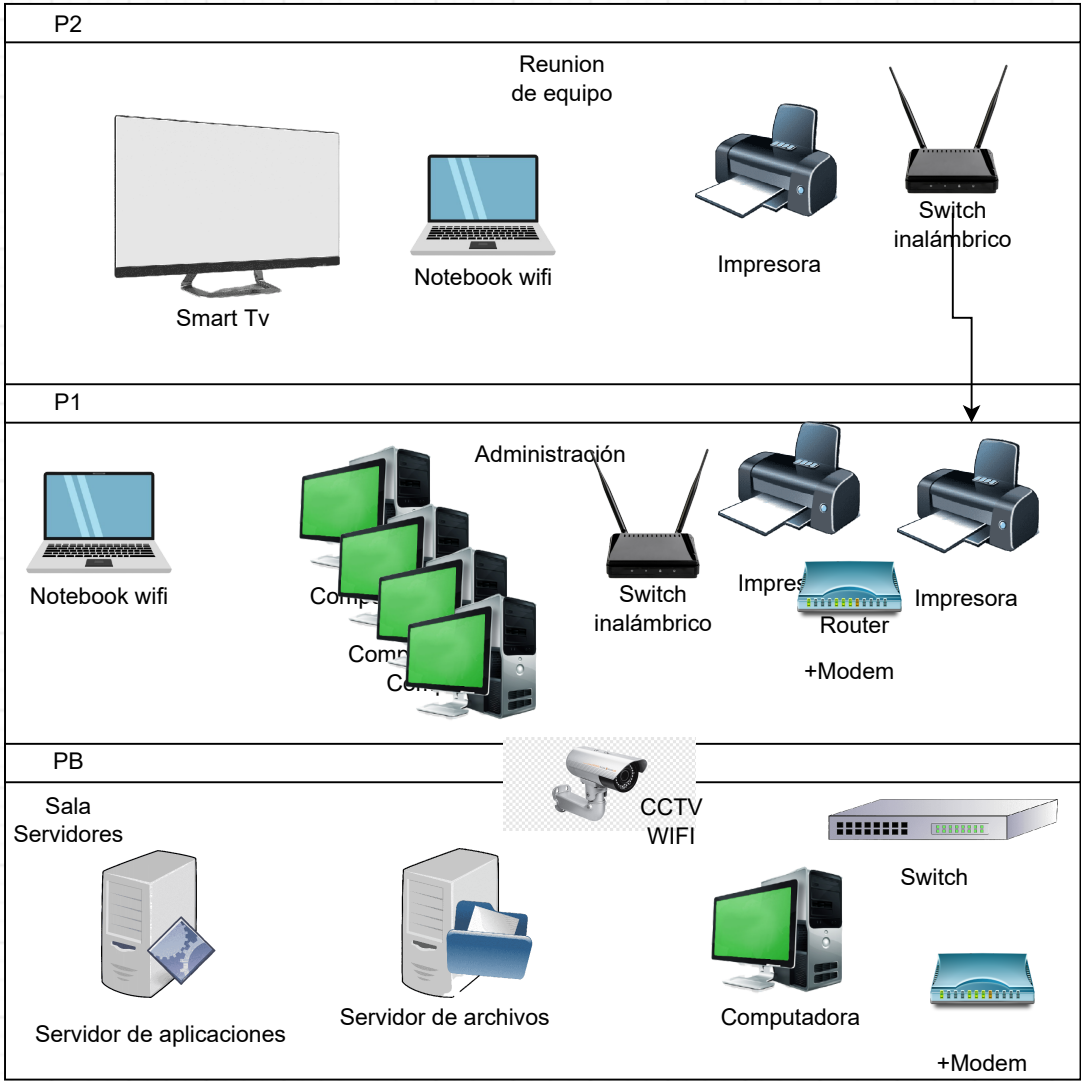 P2
Reunion
de equipo
Switch
inalámbrico
Impresora
Notebook wifi
Smart Tv
P1
Administración
Notebook wifi
Switch
inalámbrico
Impresora
Router
+Modem
PB
Sala
Servidores
CCTV
WIFI
Switch
Servidor de aplicaciones
Servidor de archivos
Computadora
+Modem